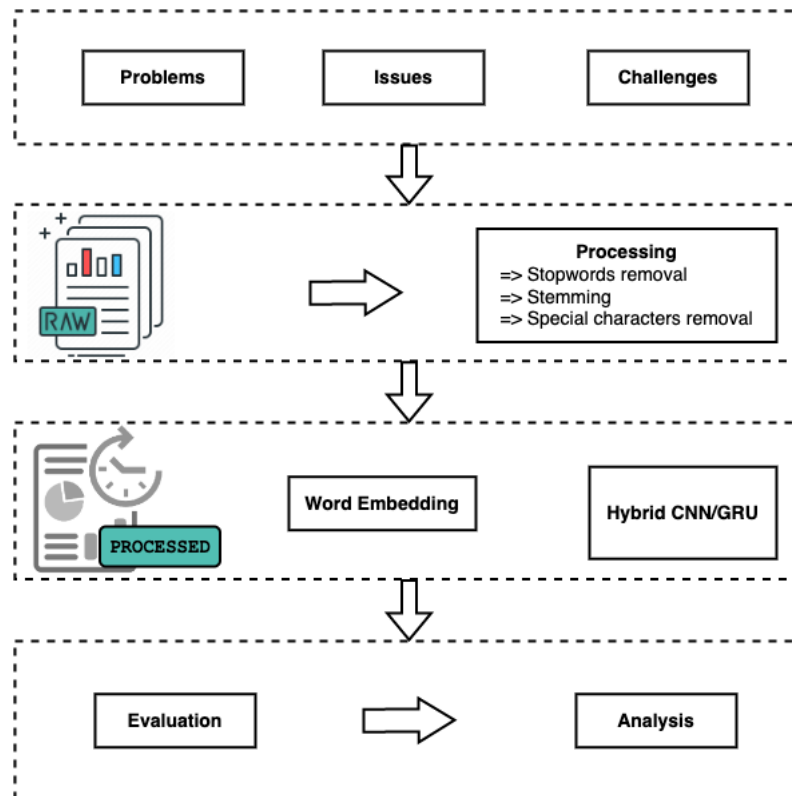 Problems
Issues
Challenges
RAW
Processing
=> Stopwords removal
=> Stemming
=> Special characters removal
PROCESSED
Word Embedding
Hybrid CNN/GRU
Evaluation
Analysis